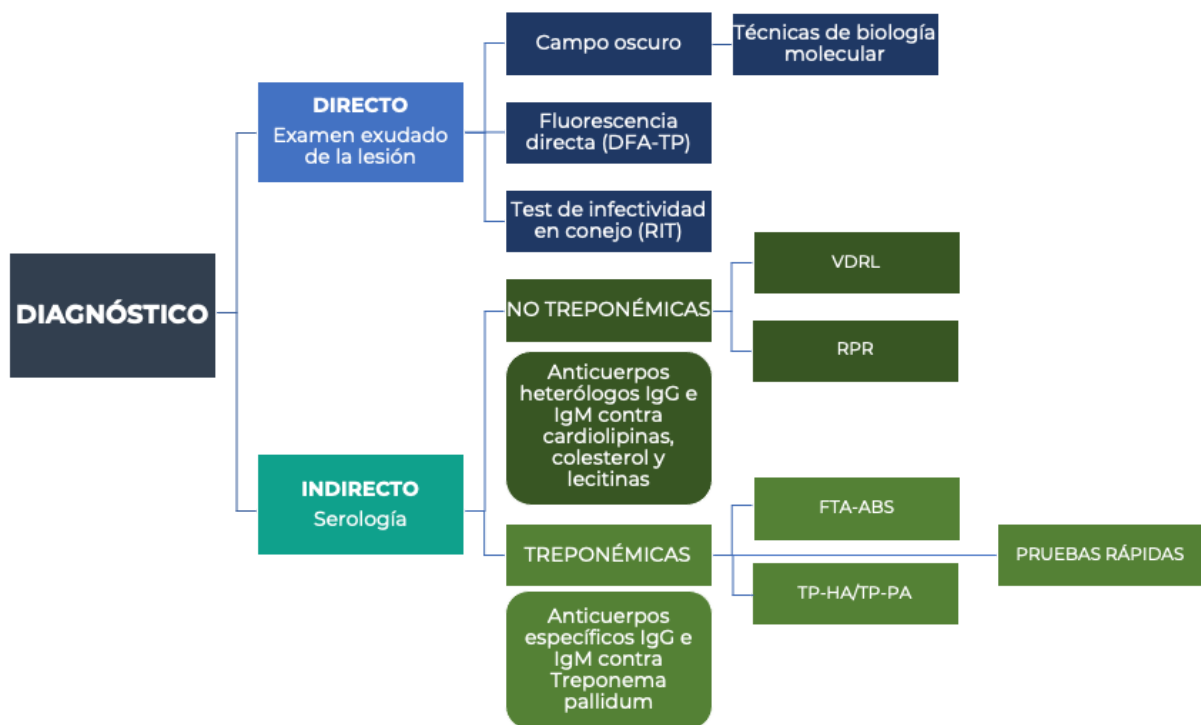 DIAGNÓSTICO
DIRECTO
Examen exudado
de la lesión
Campo oscuro
Técnicas de biología
molecular
Fluorescencia
directa (DFA-TP)
Test de infectividad
en conejo (RIT)
INDIRECTO
Serología
NO TREPONÉMICAS
Anticuerpos
heterólogos IgG e
IgM contra
cardiolipinas,
colesterol y
lecitinas
VDRL
RPR
TREPONÉMICAS
Anticuerpos
específicos IgG e
IgM contra
Treponema
pallidum
FTA-ABS
TP-HA/TP-PA
PRUEBAS RÁPIDAS